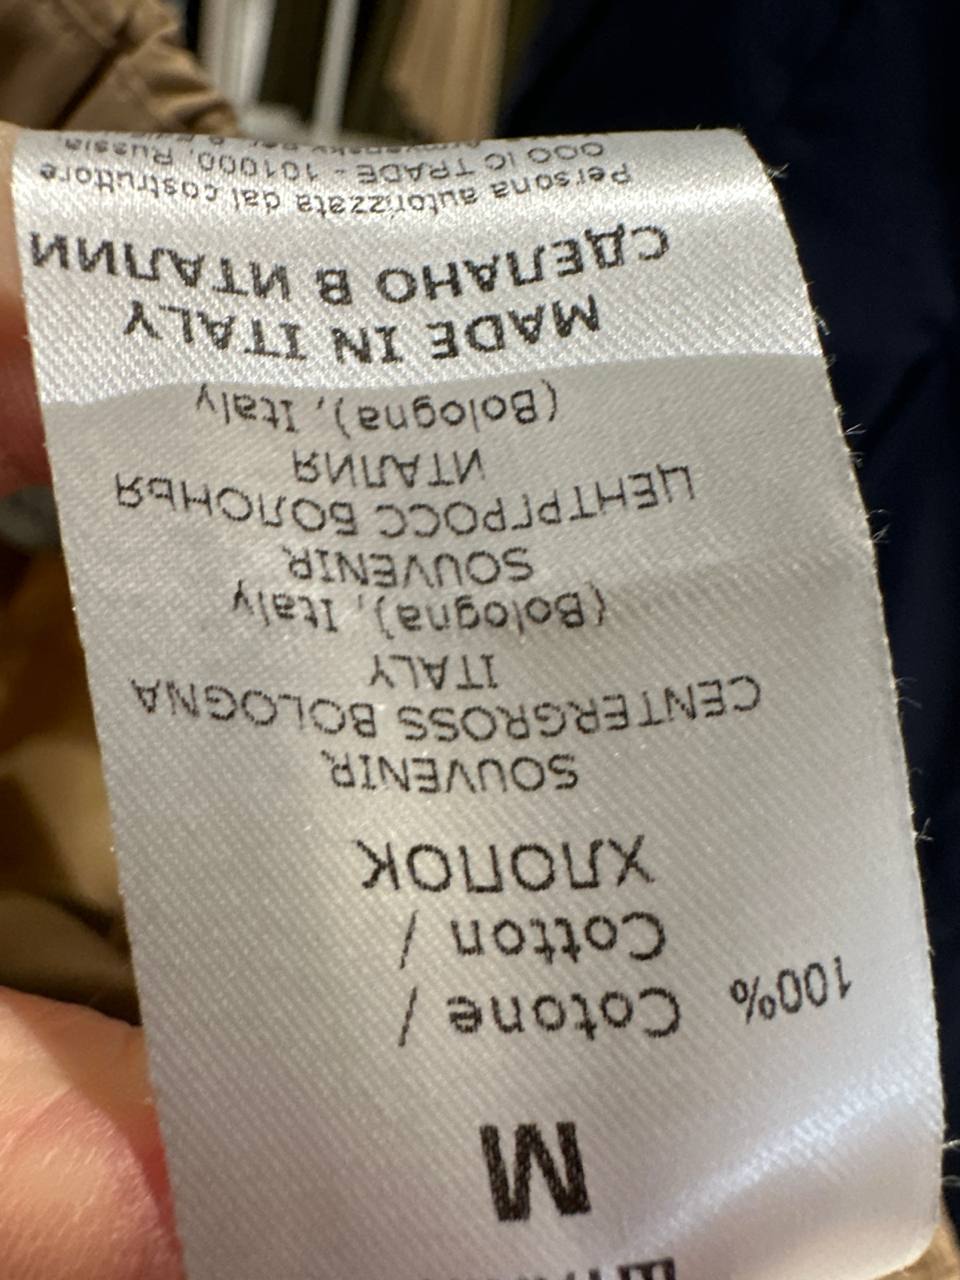 M
100% Cotone /
Cotton /
ХЛОПОК
SOUVENIR
CENTERGROSS BOLOGNA
ITALY
(Bologna), Italy
SOUVENIR
ЦЕНТРГРОСС БОЛОНЬЯ
ИТАЛИЯ
(Bologna), Italy
MADE IN ITALY
СДЕЛАНО В ИТАЛИИ
Persona autorizzata dal costruttore
OOO IC TRADE - 101000, Russia,